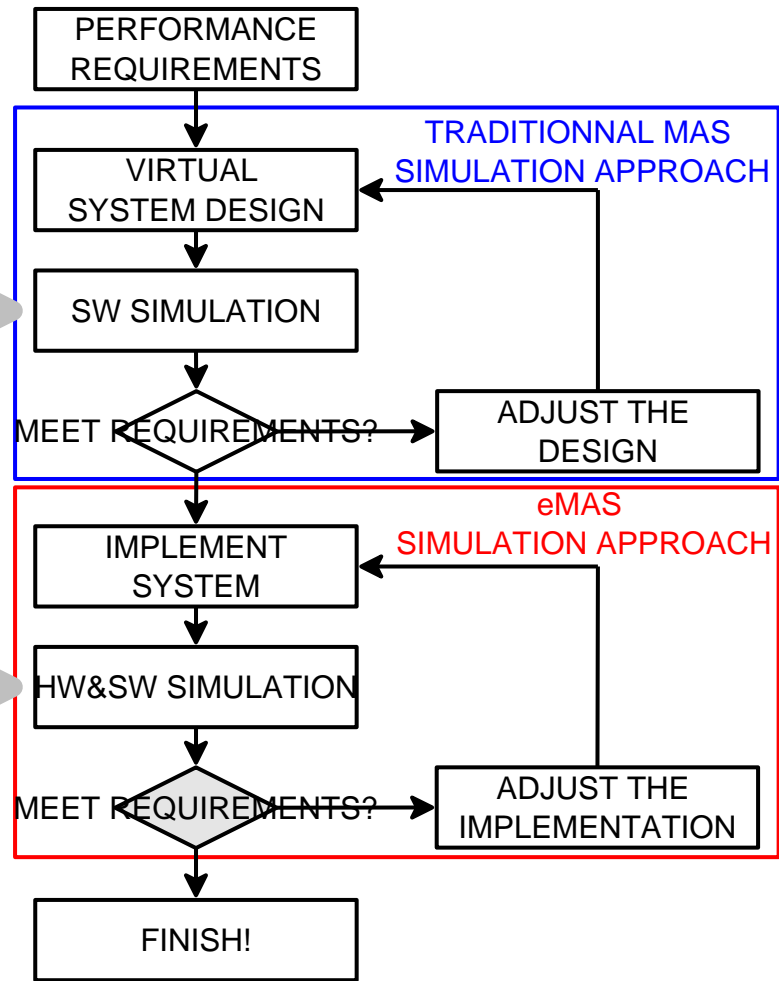 PERFORMANCE
REQUIREMENTS
TRADITIONNAL MAS
SIMULATION APPROACH
VIRTUAL
SYSTEM DESIGN
SW SIMULATION
MEET REQUIREMENTS?
ADJUST THE
DESIGN
eMAS
SIMULATION APPROACH
IMPLEMENT
SYSTEM
HW&SW SIMULATION
MEET REQUIREMENTS?
ADJUST THE
IMPLEMENTATION
FINISH!